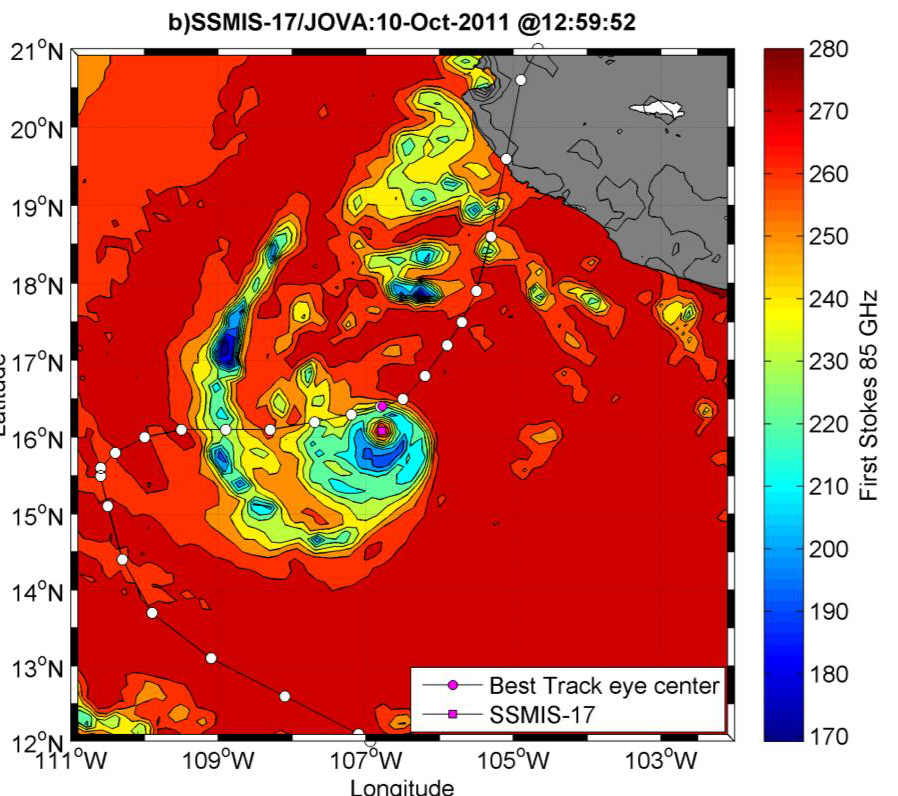 b)SSMIS-17/JOVA:10-Oct-2011 @12:59:52
21°N
20°N
19°N
18°N
17°N
16°N
15°N
14°N
13°N
12°N
111°W
109°W
107°W
105°W
103°W
Longitude
Best Track eye center
SSMIS-17
280
270
260
250
240
230
220
210
200
190
180
170
First Stokes 85 GHz